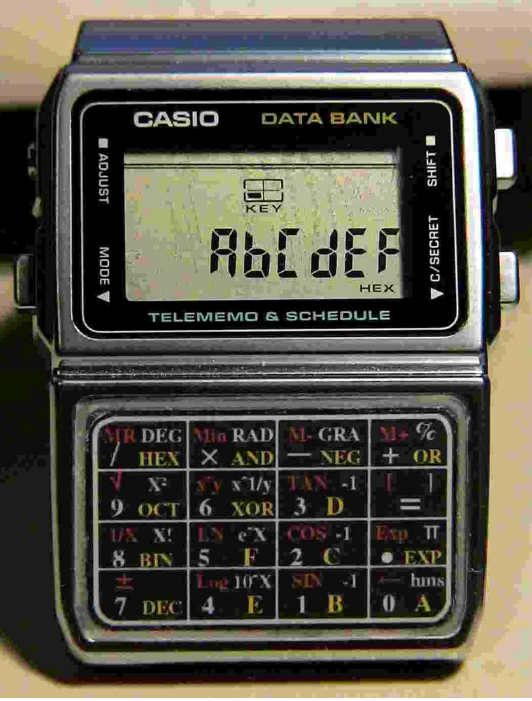 CASIO DATA BANK
ADJUST
SHIFT
KEY
AbCdEF
HEX
MODE
C/SECRET
TELEMEMO & SCHEDULE
MR DEG Min RAD M- GRA M+ %
/ HEX × AND — NEG + OR
√ X² x^y x^1/y TAN -1 [ ]
9 OCT 6 XOR 3 D =
1/X X! LN e^X COS -1 Exp π
8 BIN 5 F 2 C • EXP
± Log 10^X SIN -1 ← hms
7 DEC 4 E 1 B 0 A